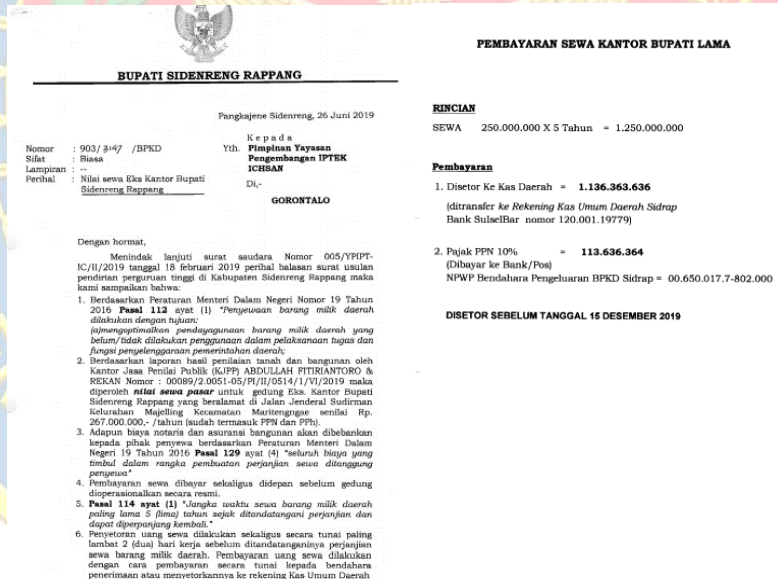 BUPATI SIDENRENG RAPPANG
Pangkajene Sidenreng, 26 Juni 2019
Nomor : 903/ 3147 /BPKD
Sifat : Biasa
Lampiran : --
Perihal : Nilai sewa Eks Kantor Bupati
Sidenreng Rappang
K e p a d a
Yth. Pimpinan Yayasan
Pengembangan IPTEK
ICHSAN
Di,-
GORONTALO
Dengan hormat,
Menindak lanjuti surat saudara Nomor 005/YPIPT-
IC/II/2019 tanggal 18 februari 2019 perihal balasan surat usulan
pendirian perguruan tinggi di Kabupaten Sidenreng Rappang maka
kami sampaikan bahwa:
1. Berdasarkan Peraturan Menteri Dalam Negeri Nomor 19 Tahun
2016 Pasal 112 ayat (1) "Penyewaan barang milik daerah
dilakukan dengan tujuan:
(a)mengoptimalkan pendayagunaan barang milik daerah yang
belum/tidak dilakukan penggunaan dalam pelaksanaan tugas dan
fungsi penyelenggaraan pemerintahan daerah;
2. Berdasarkan laporan hasil penilaian tanah dan bangunan oleh
Kantor Jasa Penilai Publik (KJPP) ABDULLAH FITRIANTORO &
REKAN Nomor : 00089/2.0051-05/PI/II/0514/1/VI/2019 maka
diperoleh nilai sewa pasar untuk gedung Eks. Kantor Bupati
Sidenreng Rappang yang beralamat di Jalan Jenderal Sudirman
Kelurahan Majelling Kecamatan Maritengngae senilai Rp.
267.000.000,- /tahun (sudah termasuk PPN dan PPh).
3. Adapun biaya notaris dan asuransi bangunan akan dibebankan
kepada pihak penyewa berdasarkan Peraturan Menteri Dalam
Negeri 19 Tahun 2016 Pasal 129 ayat (4) "seluruh biaya yang
timbul dalam rangka pembuatan perjanjian sewa ditanggung
penyewa"
4. Pembayaran sewa dibayar sekaligus didepan sebelum gedung
dioperasionalkan secara resmi.
5. Pasal 114 ayat (1) "Jangka waktu sewa barang milik daerah
paling lama 5 (lima) tahun sejak ditandatangani perjanjian dan
dapat diperpanjang kembali."
6. Penyetoran uang sewa dilakukan sekaligus secara tunai paling
lambat 2 (dua) hari kerja sebelum ditandatanganinya perjanjian
sewa barang milik daerah. Pembayaran uang sewa dilakukan
dengan cara pembayaran secara tunai kepada bendahara
penerimaan atau menyetorkannya ke rekening Kas Umum Daerah
PEMBAYARAN SEWA KANTOR BUPATI LAMA
RINCIAN
SEWA 250.000.000 X 5 Tahun = 1.250.000.000
Pembayaran
1. Disetor Ke Kas Daerah = 1.136.363.636
(ditransfer ke Rekening Kas Umum Daerah Sidrap
Bank SulselBar nomor 120.001.19779)
2. Pajak PPN 10% = 113.636.364
(Dibayar ke Bank/Pos)
NPWP Bendahara Pengeluaran BPKD Sidrap = 00.650.017.7-802.000
DISETOR SEBELUM TANGGAL 15 DESEMBER 2019